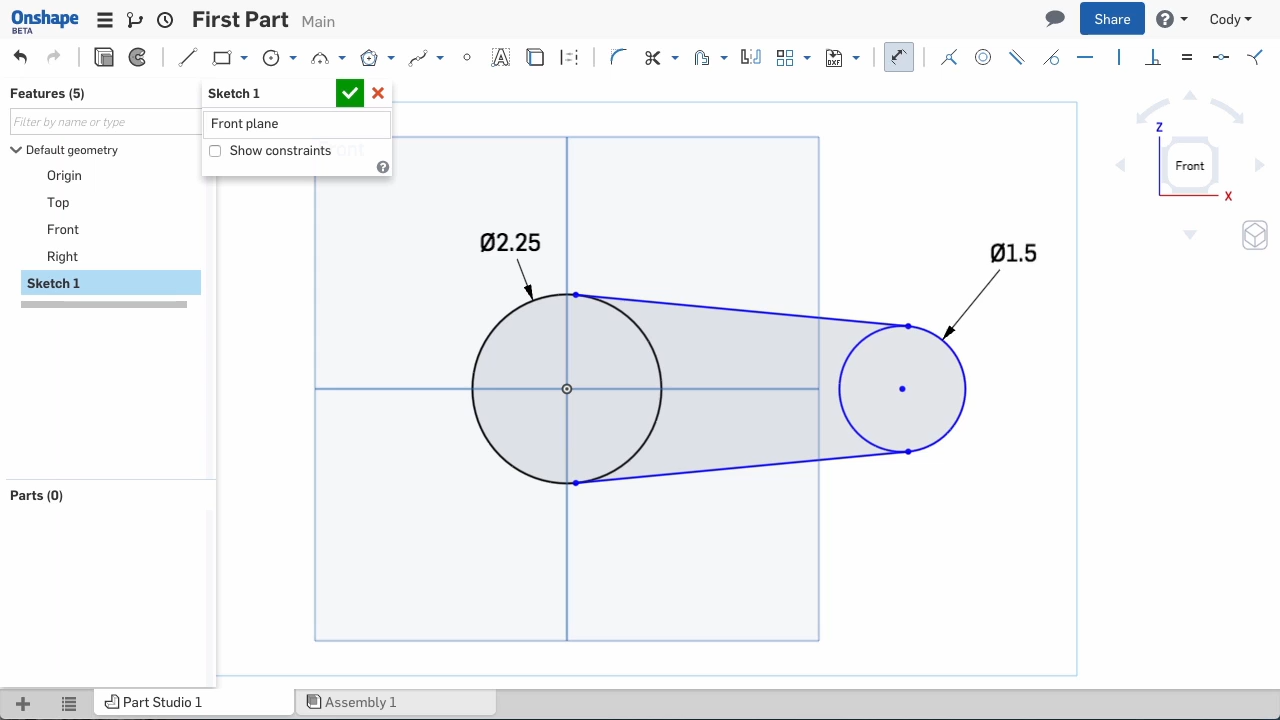 Onshape
BETA
First Part Main
Share
Cody
DXF
Features (5)
Filter by name or type
Default geometry
Origin
Top
Front
Right
Sketch 1
Sketch 1
Front plane
Show constraints
Ø2.25
Ø1.5
Z
Front
X
Parts (0)
Part Studio 1
Assembly 1